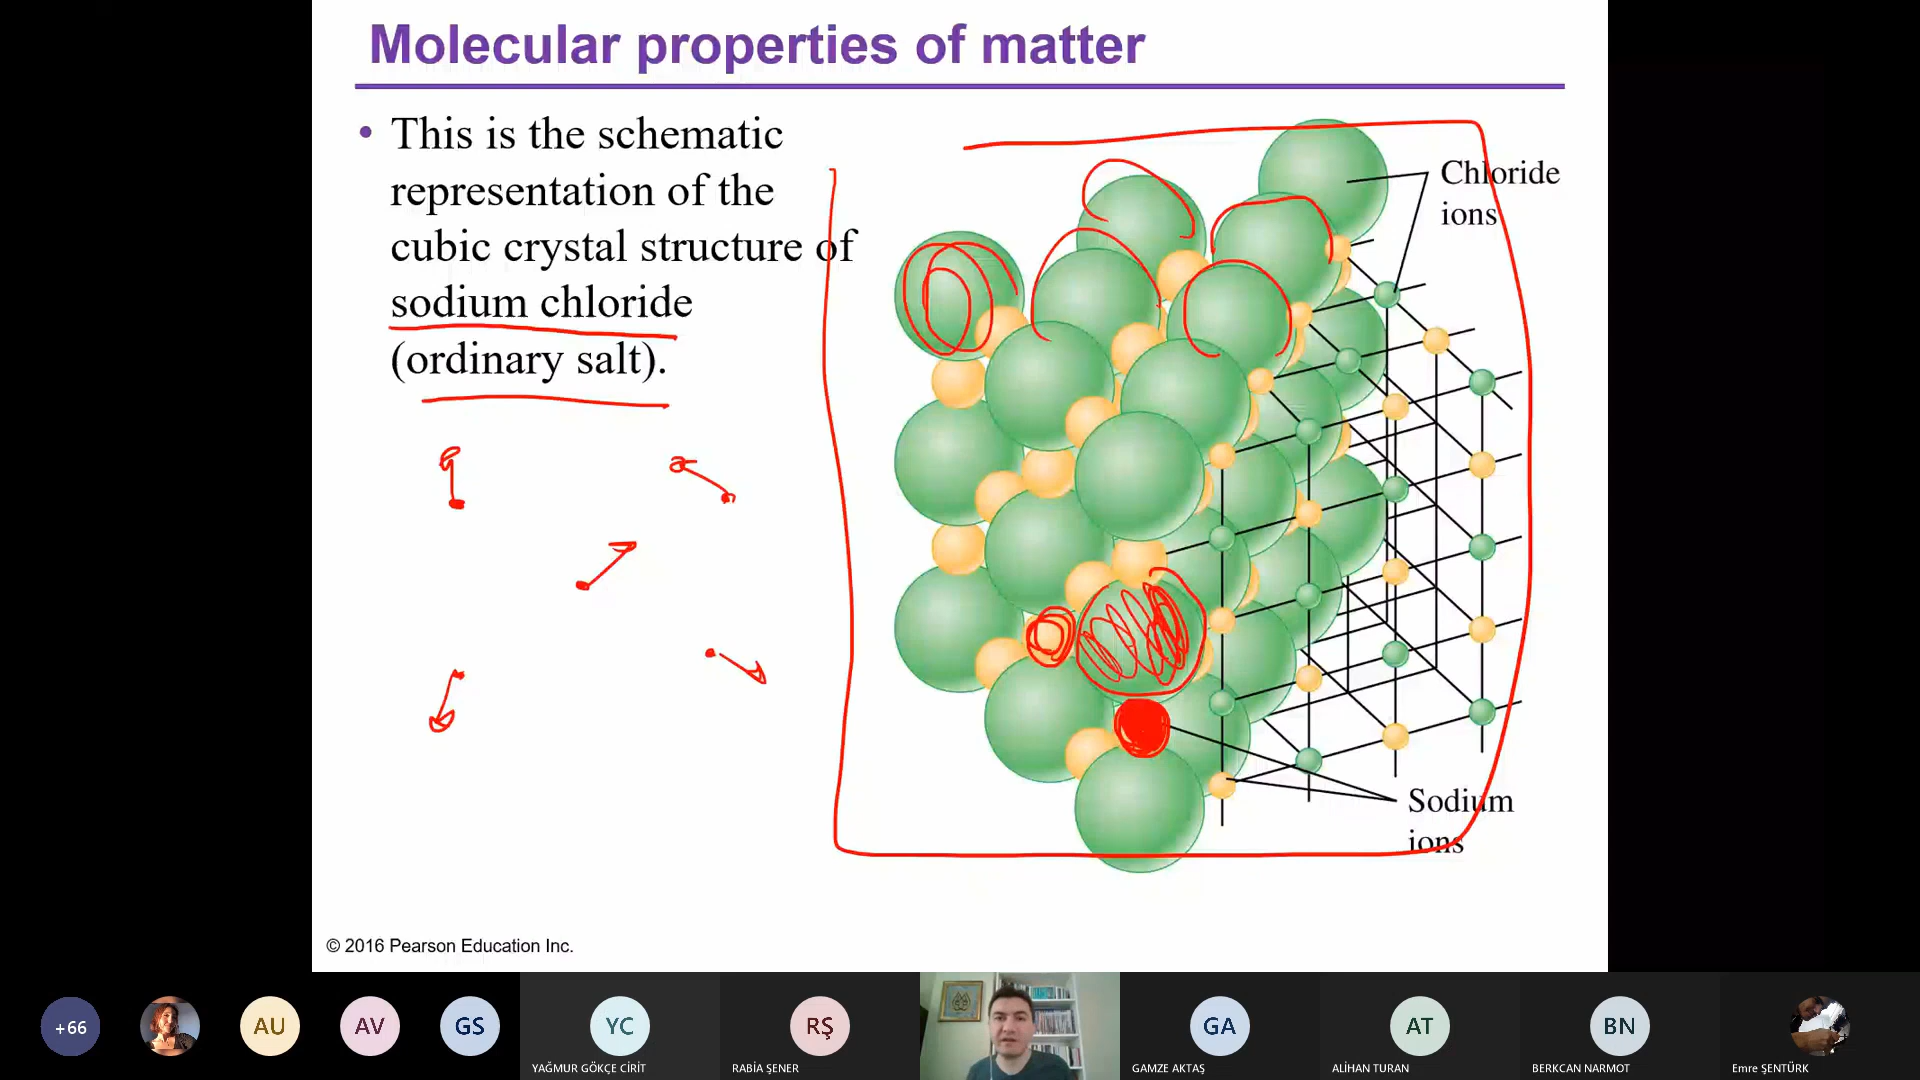 Molecular properties of matter
• This is the schematic
representation of the
cubic crystal structure of
sodium chloride
(ordinary salt).
Chloride
ions
Sodium
ions
© 2016 Pearson Education Inc.
+66
AU
AV
GS
YC
YAĞMUR GÖKÇE CİRİT
RŞ
RABİA ŞENER
GA
GAMZE AKTAŞ
AT
ALİHAN TURAN
BN
BERKCAN NARMOT
Emre ŞENTÜRK